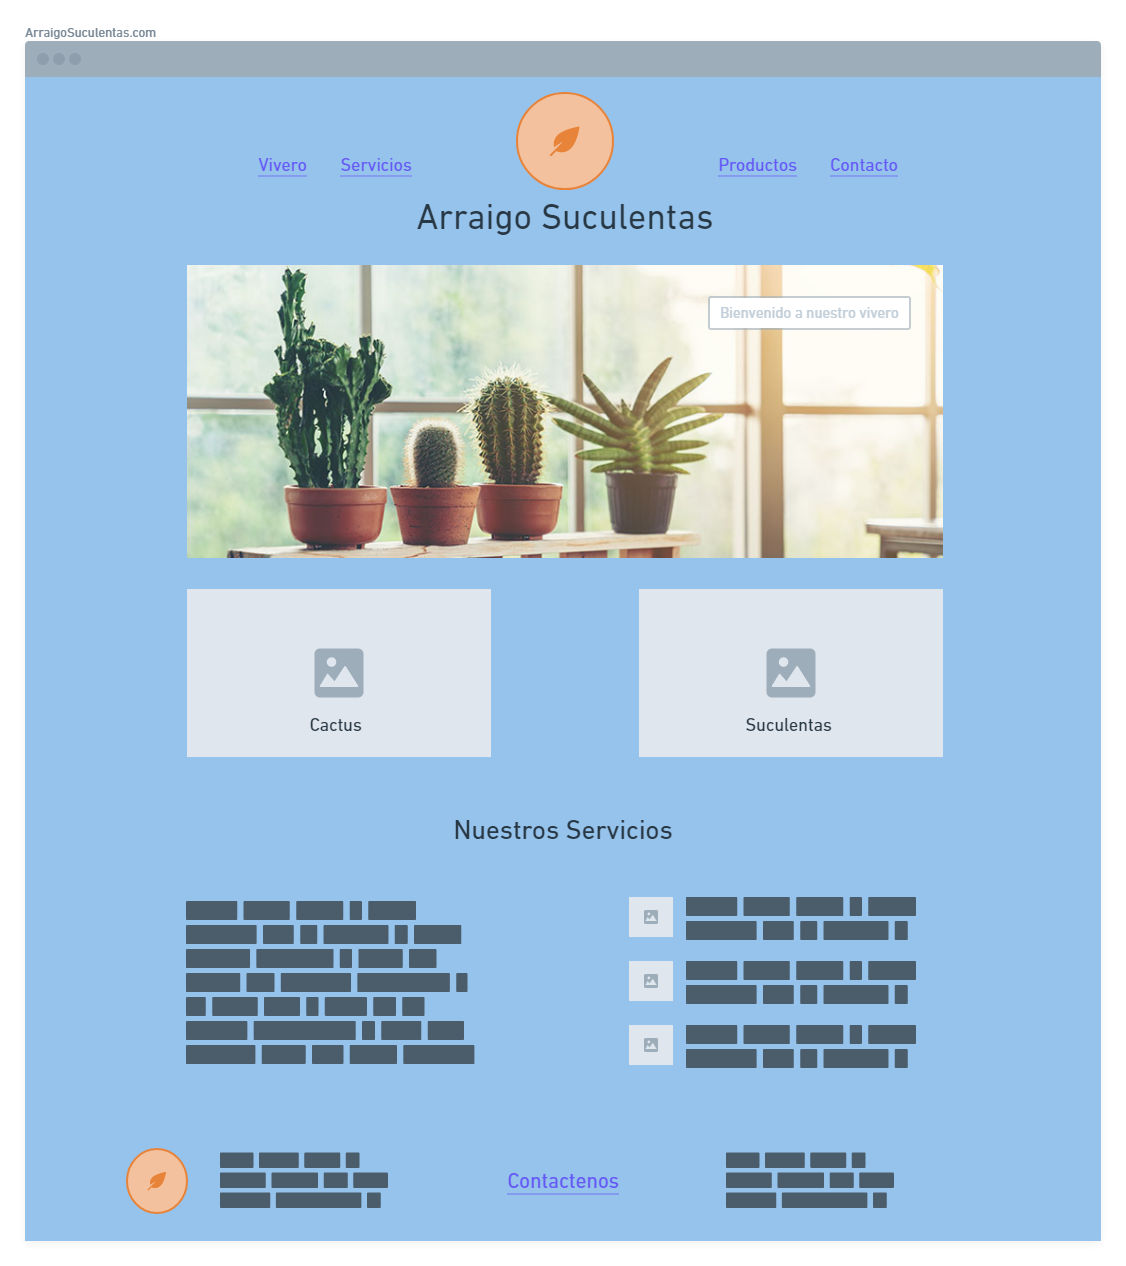 ArraigoSuculentas.com
Vivero Servicios Productos Contacto
Arraigo Suculentas
Bienvenido a nuestro vivero
Cactus Suculentas
Nuestros Servicios
Contactenos